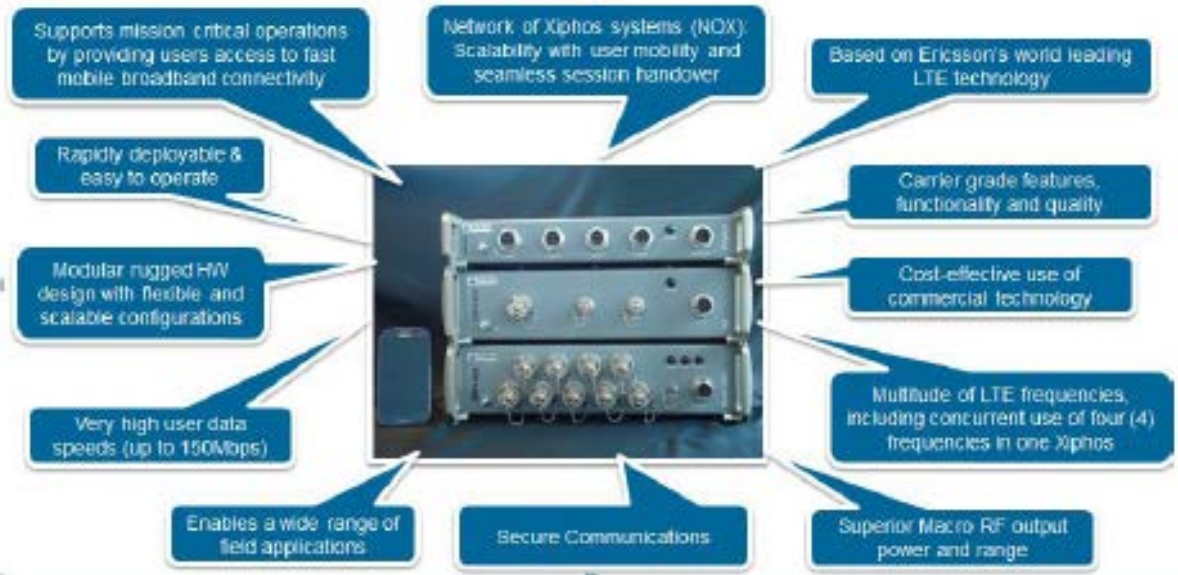 Supports mission critical operations
by providing users access to fast
mobile broadband connectivity
Network of Xiphos systems (NOX):
Scalability with user mobility and
seamless session handover
Based on Ericsson's world leading
LTE technology
Rapidly deployable &
easy to operate
Carrier grade features,
functionality and quality
Modular rugged HW
design with flexible and
scalable configurations
Cost-effective use of
commercial technology
Very high user data
speeds (up to 150Mbps)
Multitude of LTE frequencies,
including concurrent use of four (4)
frequencies in one Xiphos
Enables a wide range of
field applications
Secure Communications
Superior Macro RF output
power and range